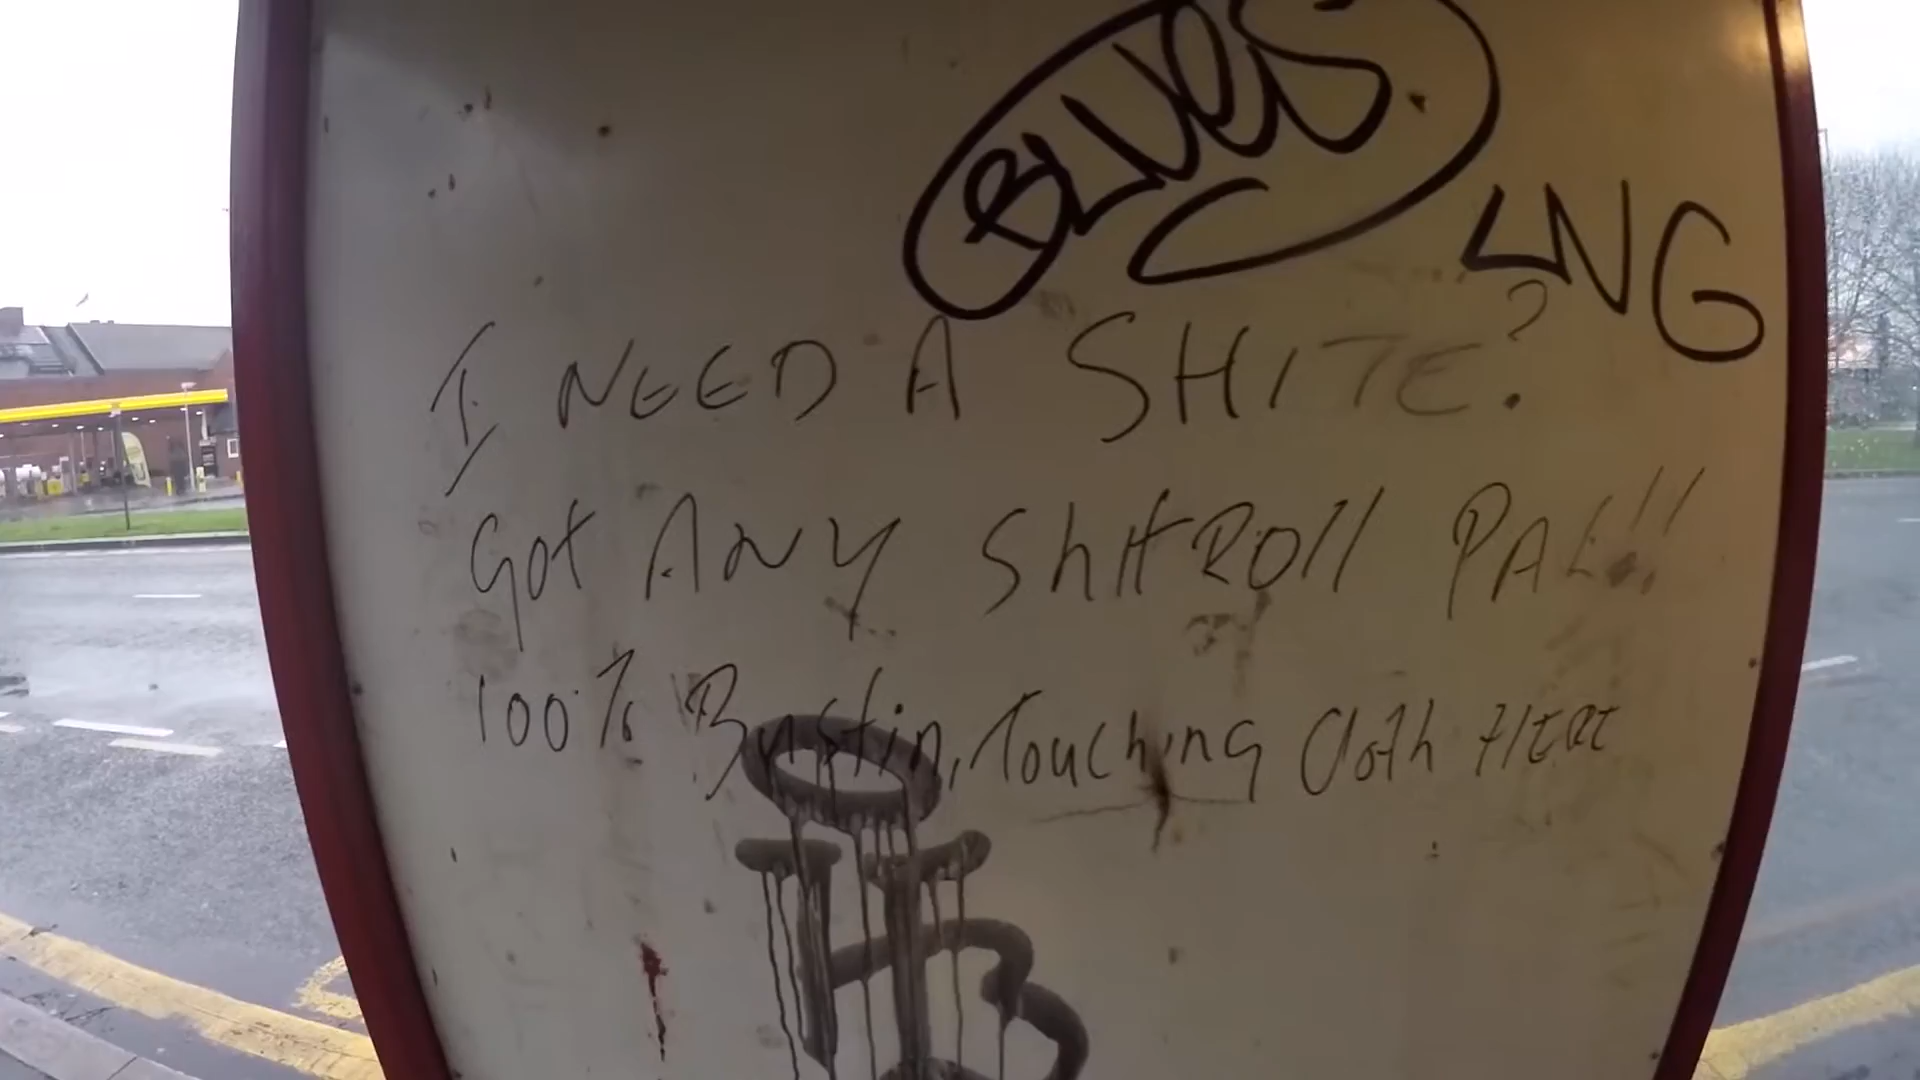 BLUES
LNG
I NEED A SHITE?
Got ANY ShitROll PAL!!
100% Bustin, Touching Cloth HERE